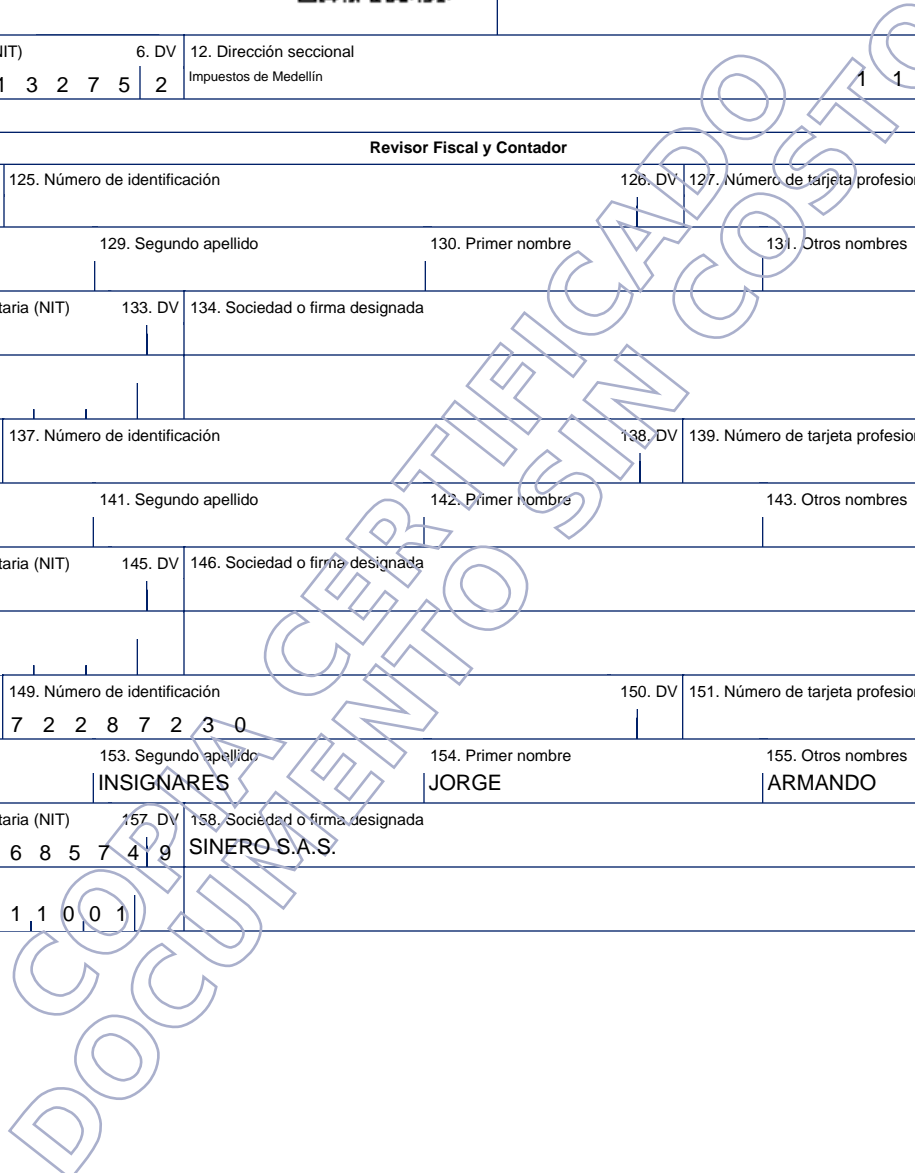 NIT) 6. DV 12. Dirección seccional
1 3 2 7 5 2 Impuestos de Medellín 1 1
Revisor Fiscal y Contador
125. Número de identificación 126. DV 127. Número de tarjeta profesion
129. Segundo apellido 130. Primer nombre 131. Otros nombres
taria (NIT) 133. DV 134. Sociedad o firma designada
137. Número de identificación 138. DV 139. Número de tarjeta profesion
141. Segundo apellido 142. Primer nombre 143. Otros nombres
taria (NIT) 145. DV 146. Sociedad o firma designada
149. Número de identificación 150. DV 151. Número de tarjeta profesion
7 2 2 8 7 2 3 0
153. Segundo apellido 154. Primer nombre 155. Otros nombres
INSIGNARES JORGE ARMANDO
taria (NIT) 157. DV 158. Sociedad o firma designada
6 8 5 7 4 9 SINERO S.A.S.
1 1 0 0 1
COPIA CERTIFICADO
DOCUMENTO SIN COSTO